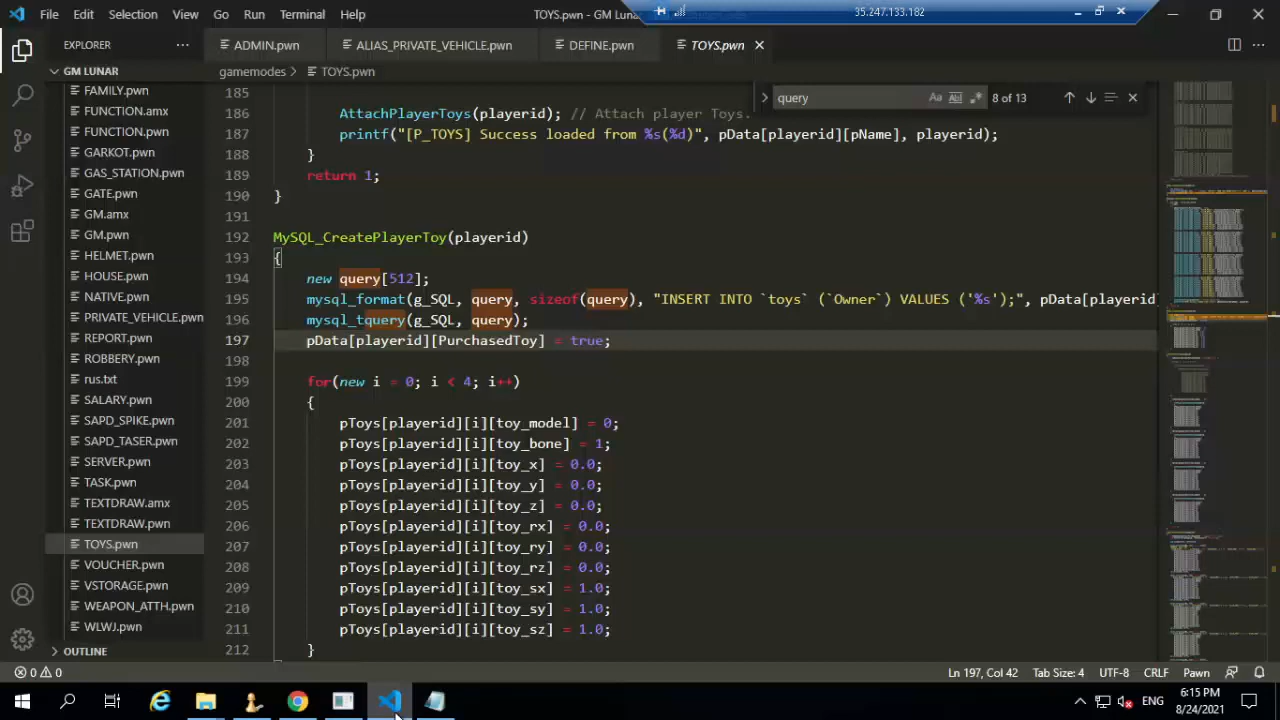 File Edit Selection View Go Run Terminal Help
TOYS.pwn - GM Lunar
35.247.133.182
EXPLORER
ADMIN.pwn
ALIAS_PRIVATE_VEHICLE.pwn
DEFINE.pwn
TOYS.pwn
GM LUNAR
gamemodes > TOYS.pwn
query
Aa
Abl
8 of 13
FAMILY.pwn
FUNCTION.amx
FUNCTION.pwn
GARKOT.pwn
GAS_STATION.pwn
GATE.pwn
GM.amx
GM.pwn
HELMET.pwn
HOUSE.pwn
NATIVE.pwn
PRIVATE_VEHICLE.pwn
REPORT.pwn
ROBBERY.pwn
rus.txt
SALARY.pwn
SAPD_SPIKE.pwn
SAPD_TASER.pwn
SERVER.pwn
TASK.pwn
TEXTDRAW.amx
TEXTDRAW.pwn
TOYS.pwn
VOUCHER.pwn
VSTORAGE.pwn
WEAPON_ATTH.pwn
WLWJ.pwn
OUTLINE
185
186 AttachPlayerToys(playerid); // Attach player Toys.
187 printf("[P_TOYS] Success loaded from %s(%d)", pData[playerid][pName], playerid);
188 }
189 return 1;
190 }
191
192 MySQL_CreatePlayerToy(playerid)
193 {
194 new query[512];
195 mysql_format(g_SQL, query, sizeof(query), "INSERT INTO `toys` (`Owner`) VALUES ('%s');", pData[playerid]
196 mysql_tquery(g_SQL, query);
197 pData[playerid][PurchasedToy] = true;
198
199 for(new i = 0; i < 4; i++)
200 {
201 pToys[playerid][i][toy_model] = 0;
202 pToys[playerid][i][toy_bone] = 1;
203 pToys[playerid][i][toy_x] = 0.0;
204 pToys[playerid][i][toy_y] = 0.0;
205 pToys[playerid][i][toy_z] = 0.0;
206 pToys[playerid][i][toy_rx] = 0.0;
207 pToys[playerid][i][toy_ry] = 0.0;
208 pToys[playerid][i][toy_rz] = 0.0;
209 pToys[playerid][i][toy_sx] = 1.0;
210 pToys[playerid][i][toy_sy] = 1.0;
211 pToys[playerid][i][toy_sz] = 1.0;
212 }
0 0
Ln 197, Col 42 Tab Size: 4 UTF-8 CRLF Pawn
ENG
6:15 PM
8/24/2021